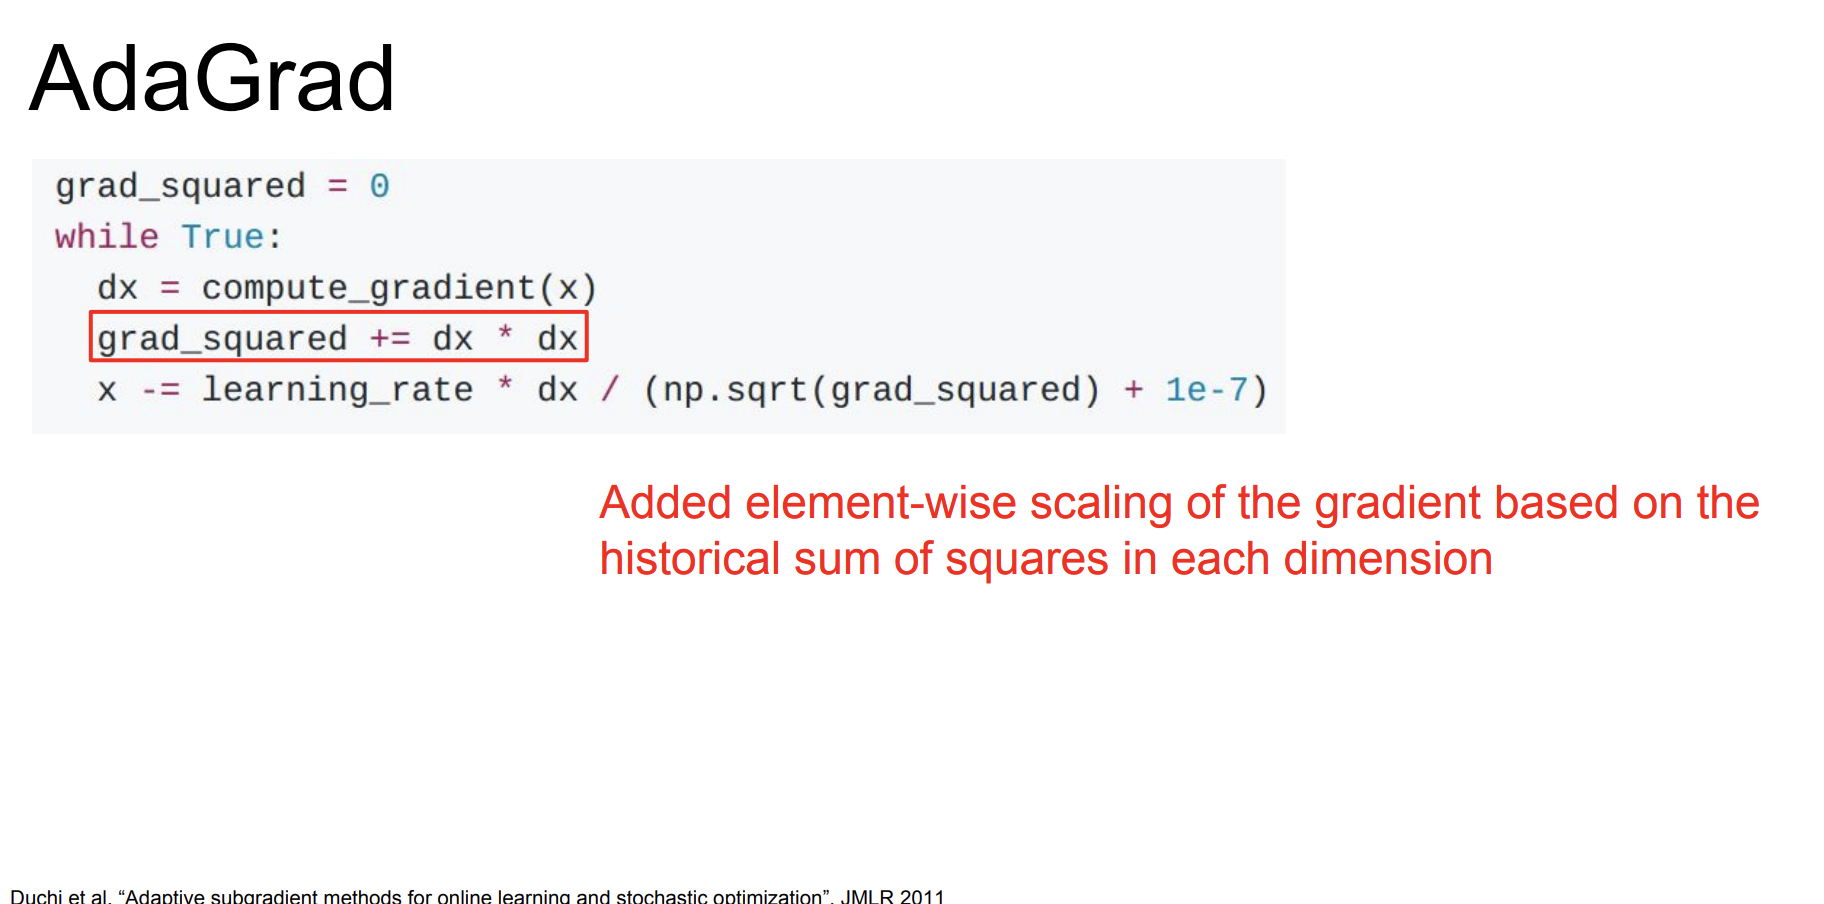 AdaGrad
grad_squared = 0
while True:
  dx = compute_gradient(x)
  grad_squared += dx * dx
  x -= learning_rate * dx / (np.sqrt(grad_squared) + 1e-7)
Added element-wise scaling of the gradient based on the
historical sum of squares in each dimension
Duchi et al, “Adaptive subgradient methods for online learning and stochastic optimization”, JMLR 2011